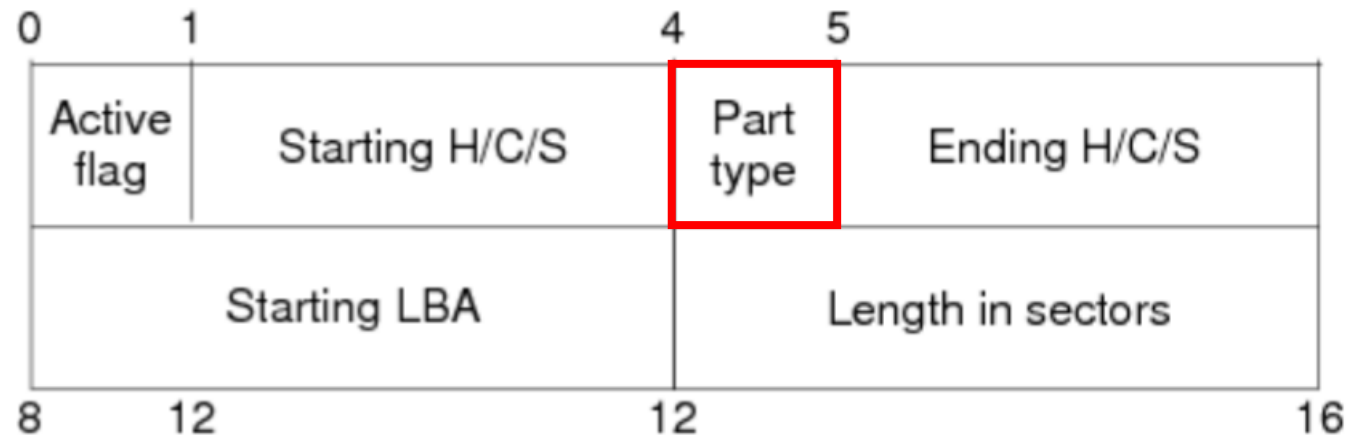 0 1 4 5
Active
flag
Starting H/C/S
Part
type
Ending H/C/S
Starting LBA
Length in sectors
8 12 12 16